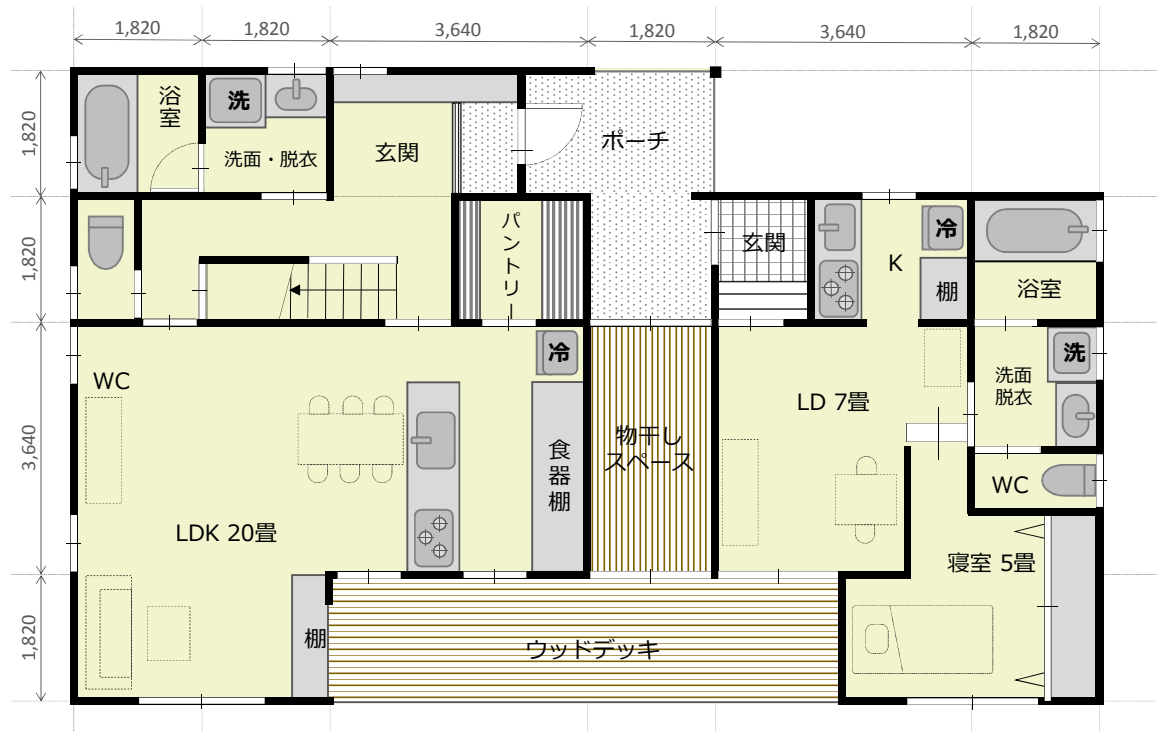 1,820
1,820
3,640
1,820
3,640
1,820
1,820
1,820
3,640
1,820
浴室
洗
洗面・脱衣
玄関
ポーチ
パントリー
玄関
K
冷
棚
浴室
WC
冷
食器棚
物干し
スペース
LD 7畳
洗面
脱衣
洗
WC
LDK 20畳
棚
ウッドデッキ
寝室 5畳